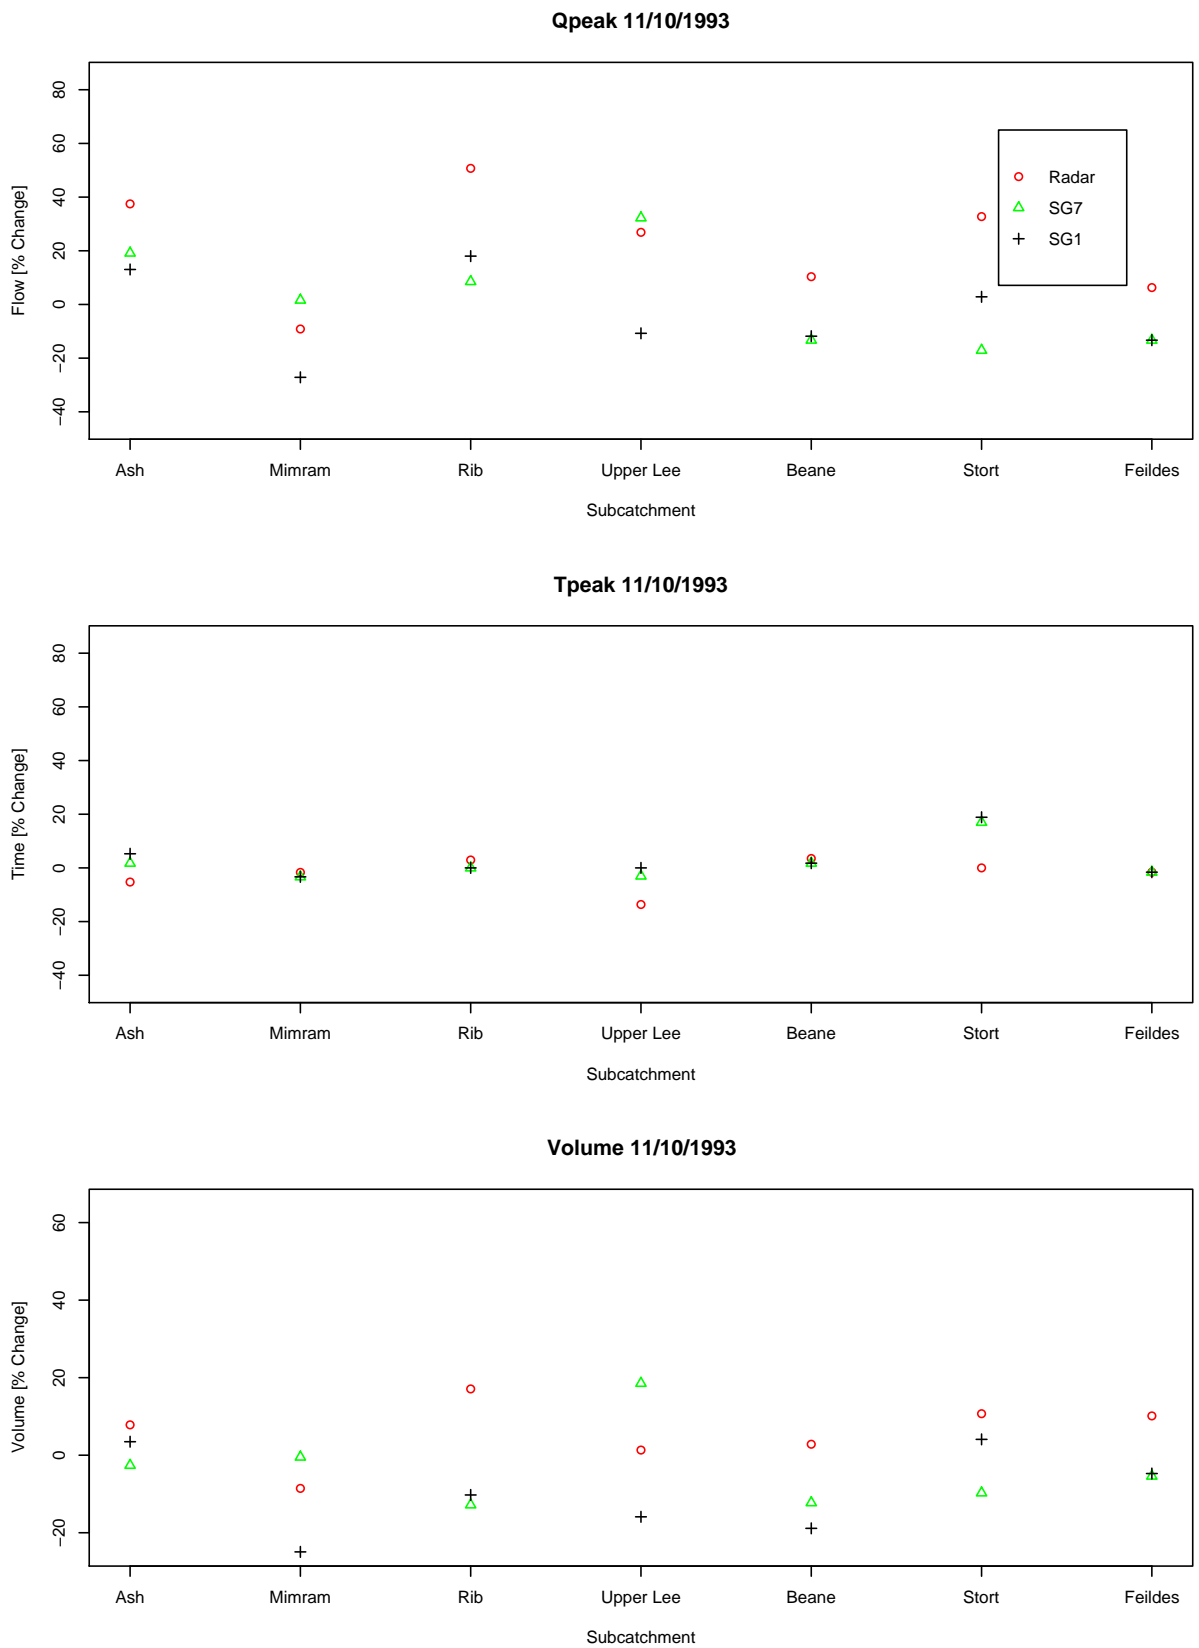 Qpeak 11/10/1993
80
60
40
20
0
−20
−40
Flow [% Change]
Radar
SG7
SG1
Ash Mimram Rib Upper Lee Beane Stort Feildes
Subcatchment
Tpeak 11/10/1993
80
60
40
20
0
−20
−40
Time [% Change]
Ash Mimram Rib Upper Lee Beane Stort Feildes
Subcatchment
Volume 11/10/1993
60
40
20
0
−20
Volume [% Change]
Ash Mimram Rib Upper Lee Beane Stort Feildes
Subcatchment